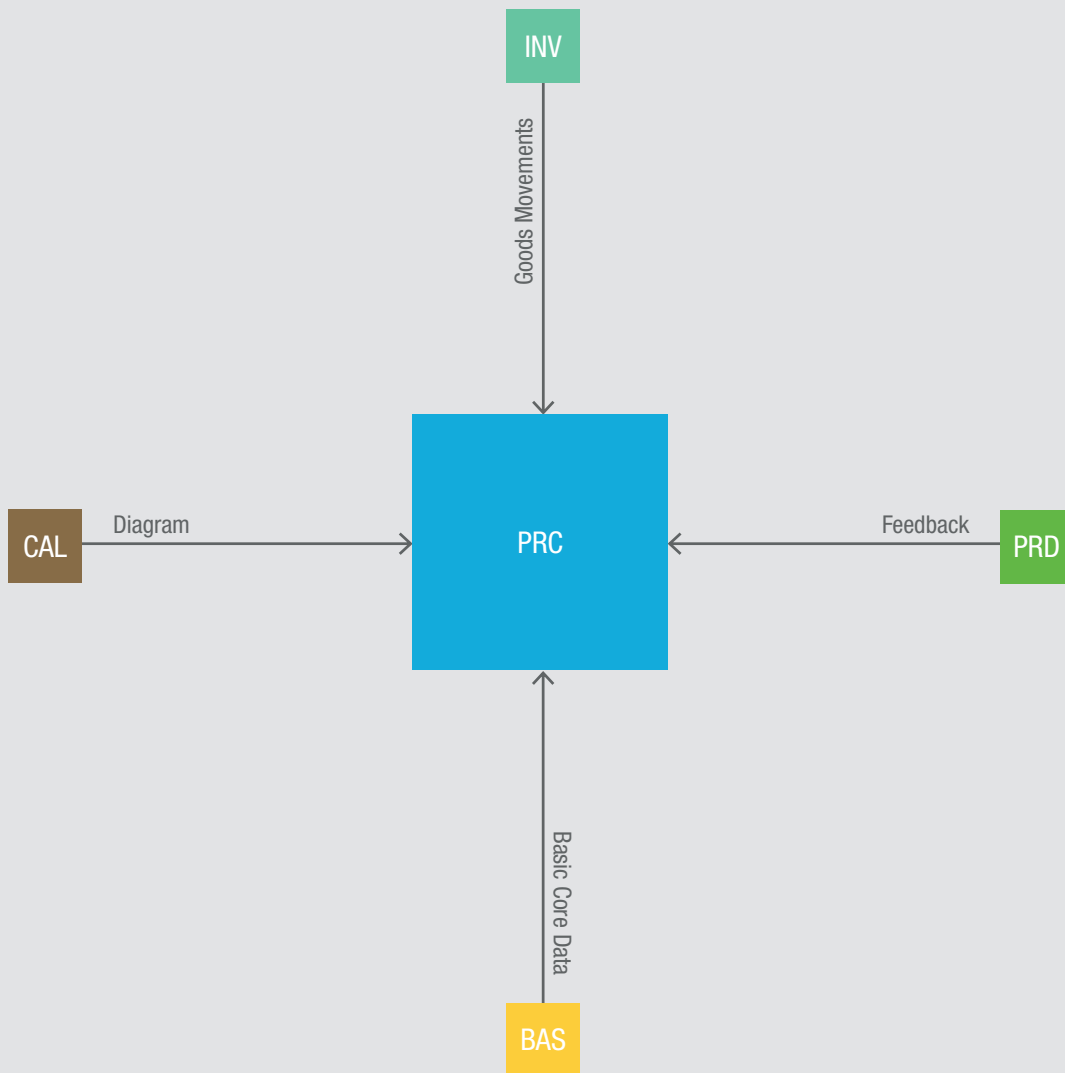 INV
Goods Movements
CAL
Diagram
PRC
Feedback
PRD
Basic Core Data
BAS